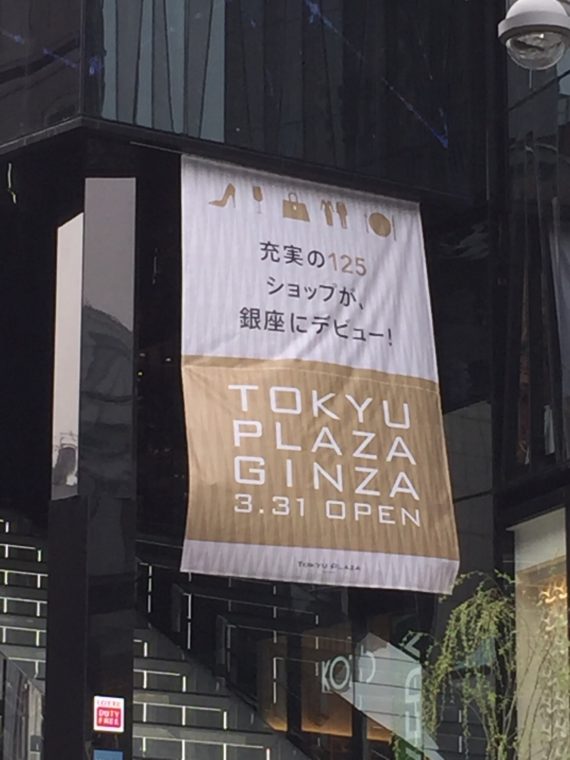 充実の125
ショップが、
銀座にデビュー!
TOKYU
PLAZA
GINZA
3.31 OPEN
TOKYU PLAZA
DUTY
FREE